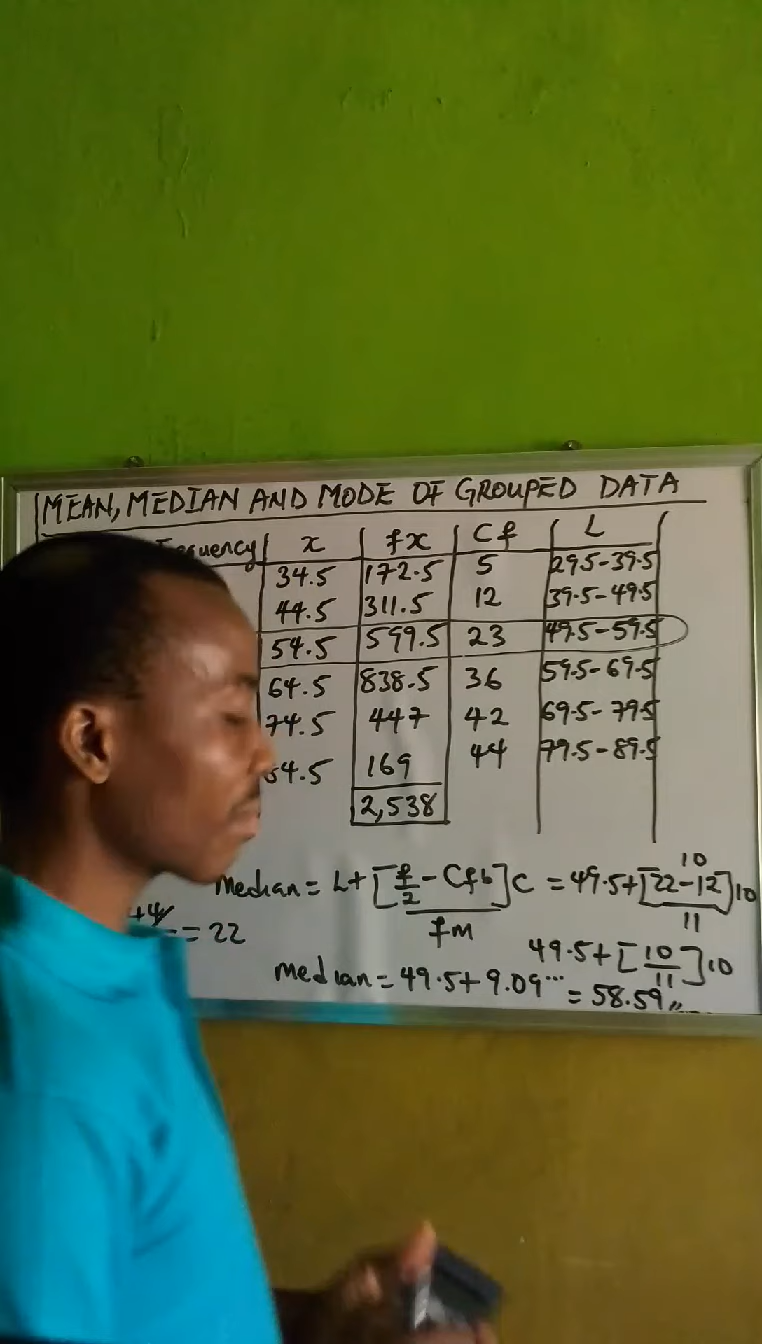 MEAN, MEDIAN AND MODE OF GROUPED DATA
x fx Cf L
34.5 172.5 5 29.5-39.5
44.5 311.5 12 39.5-49.5
54.5 599.5 23 49.5-59.5
64.5 838.5 36 59.5-69.5
74.5 447 42 69.5-79.5
84.5 169 44 79.5-89.5
2,538
median = L + [f/2 - Cfb] C = 49.5 + [22-12] 10
fm
10
11
= 22
49.5 + [10/11] 10
median = 49.5 + 9.09... = 58.59